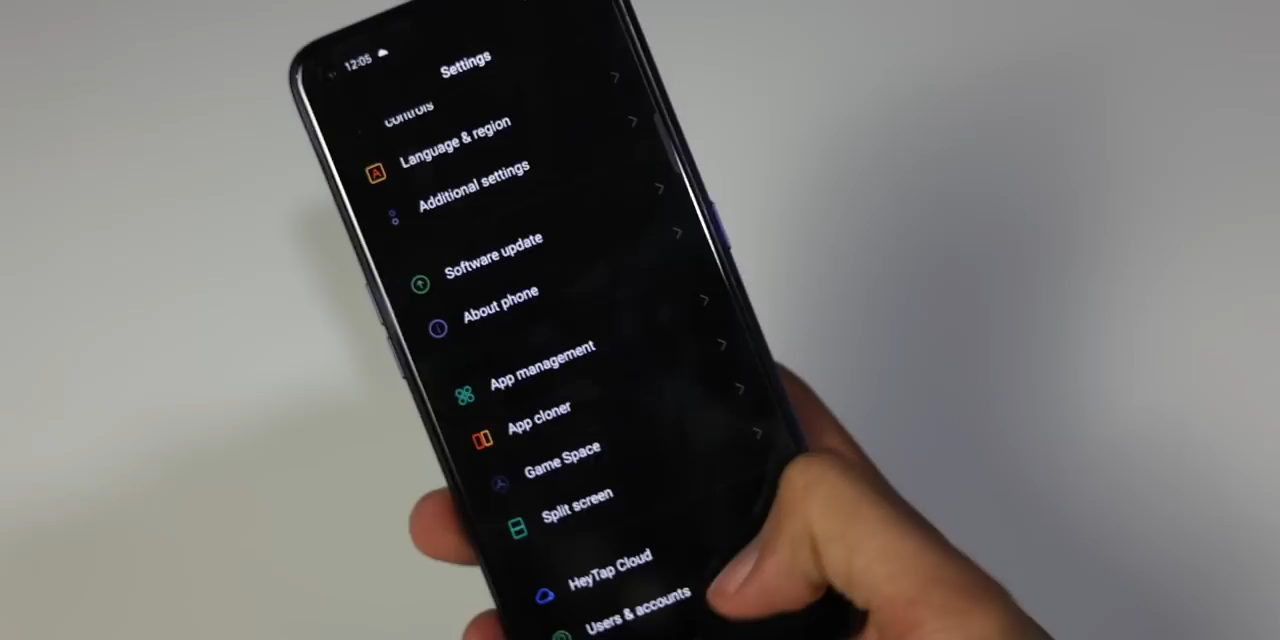 12:05
Settings
controls
Language & region
A
Additional settings
Software update
About phone
App management
App cloner
Game Space
Split screen
HeyTap Cloud
Users & accounts